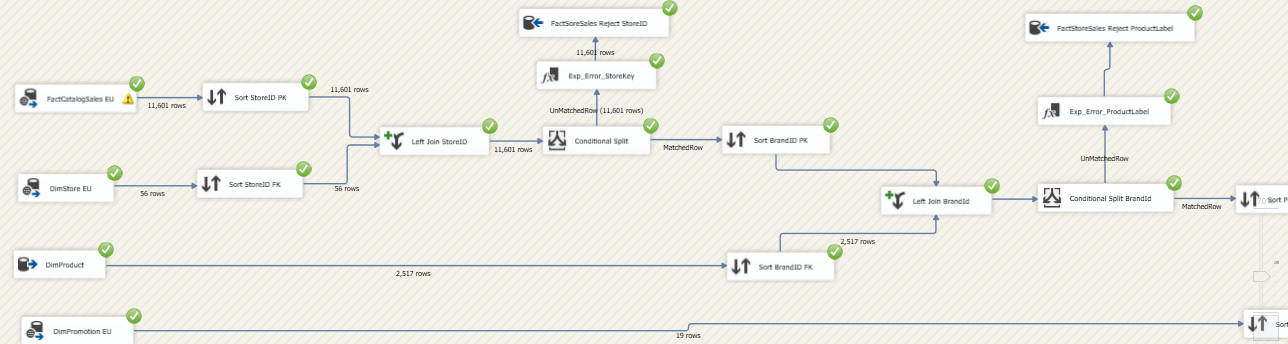 FactSoreSales Reject StoreID
11,601 rows
Exp_Error_StoreKey
UnMatchedRow (11,601 rows)
FactStoreSales Reject ProductLabel
Exp_Error_ProductLabel
UnMatchedRow
FactCatalogSales EU
11,601 rows
Sort StoreID PK
11,601 rows
Left Join StoreID
11,601 rows
Conditional Split
MatchedRow
Sort BrandID PK
DimStore EU
56 rows
Sort StoreID FK
56 rows
Left Join BrandId
Conditional Split BrandId
MatchedRow
Sort P
DimProduct
2,517 rows
Sort BrandID FK
2,517 rows
DimPromotion EU
19 rows
Sort